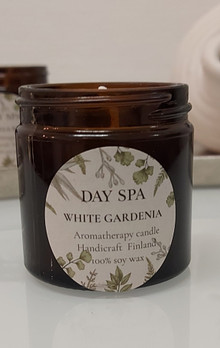 DAY SPA
WHITE GARDENIA
Aromatherapy candle
Handicraft Finland
100% soy wax